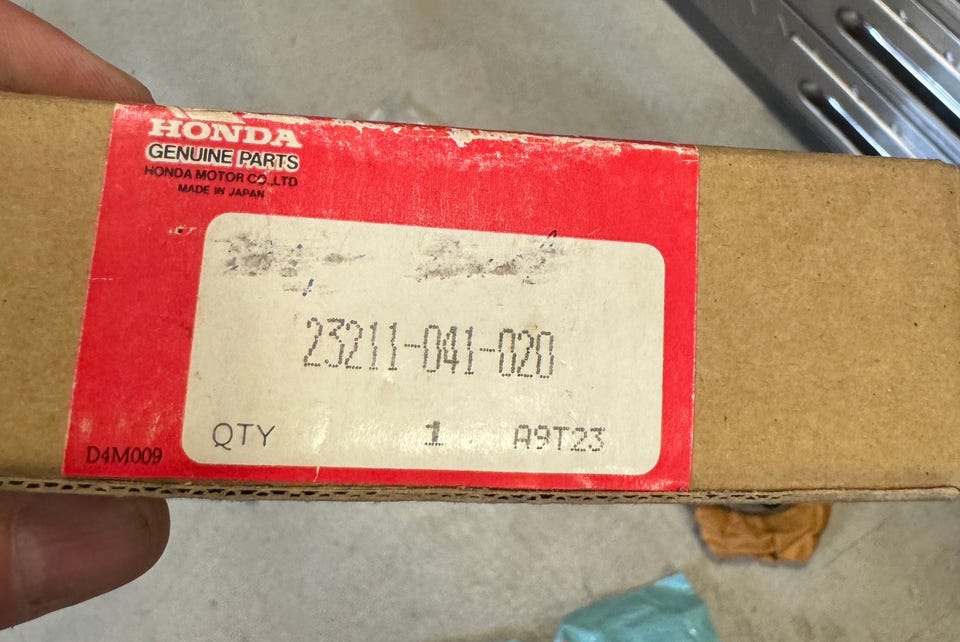 HONDA
GENUINE PARTS
HONDA MOTOR CO.,LTD
MADE IN JAPAN
23211-041-020
QTY 1 A9T23
D4M009